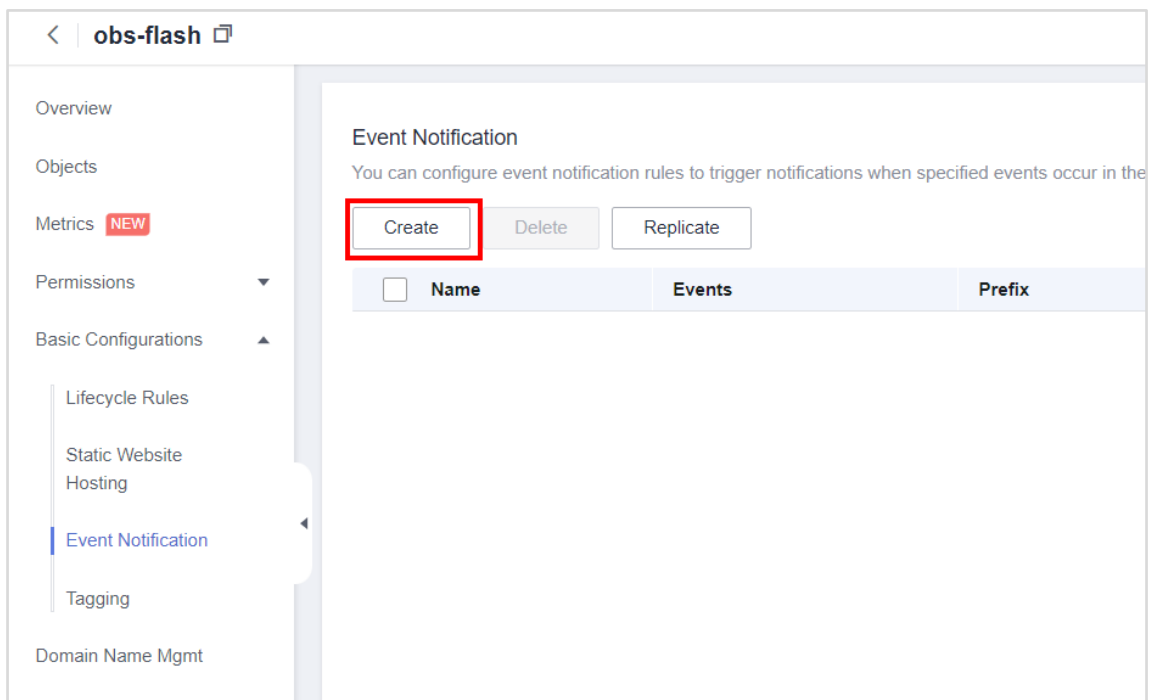 obs-flash
Overview
Objects
Metrics NEW
Permissions
Basic Configurations
Lifecycle Rules
Static Website
Hosting
Event Notification
Tagging
Domain Name Mgmt
Event Notification
You can configure event notification rules to trigger notifications when specified events occur in the
Create Delete Replicate
Name Events Prefix